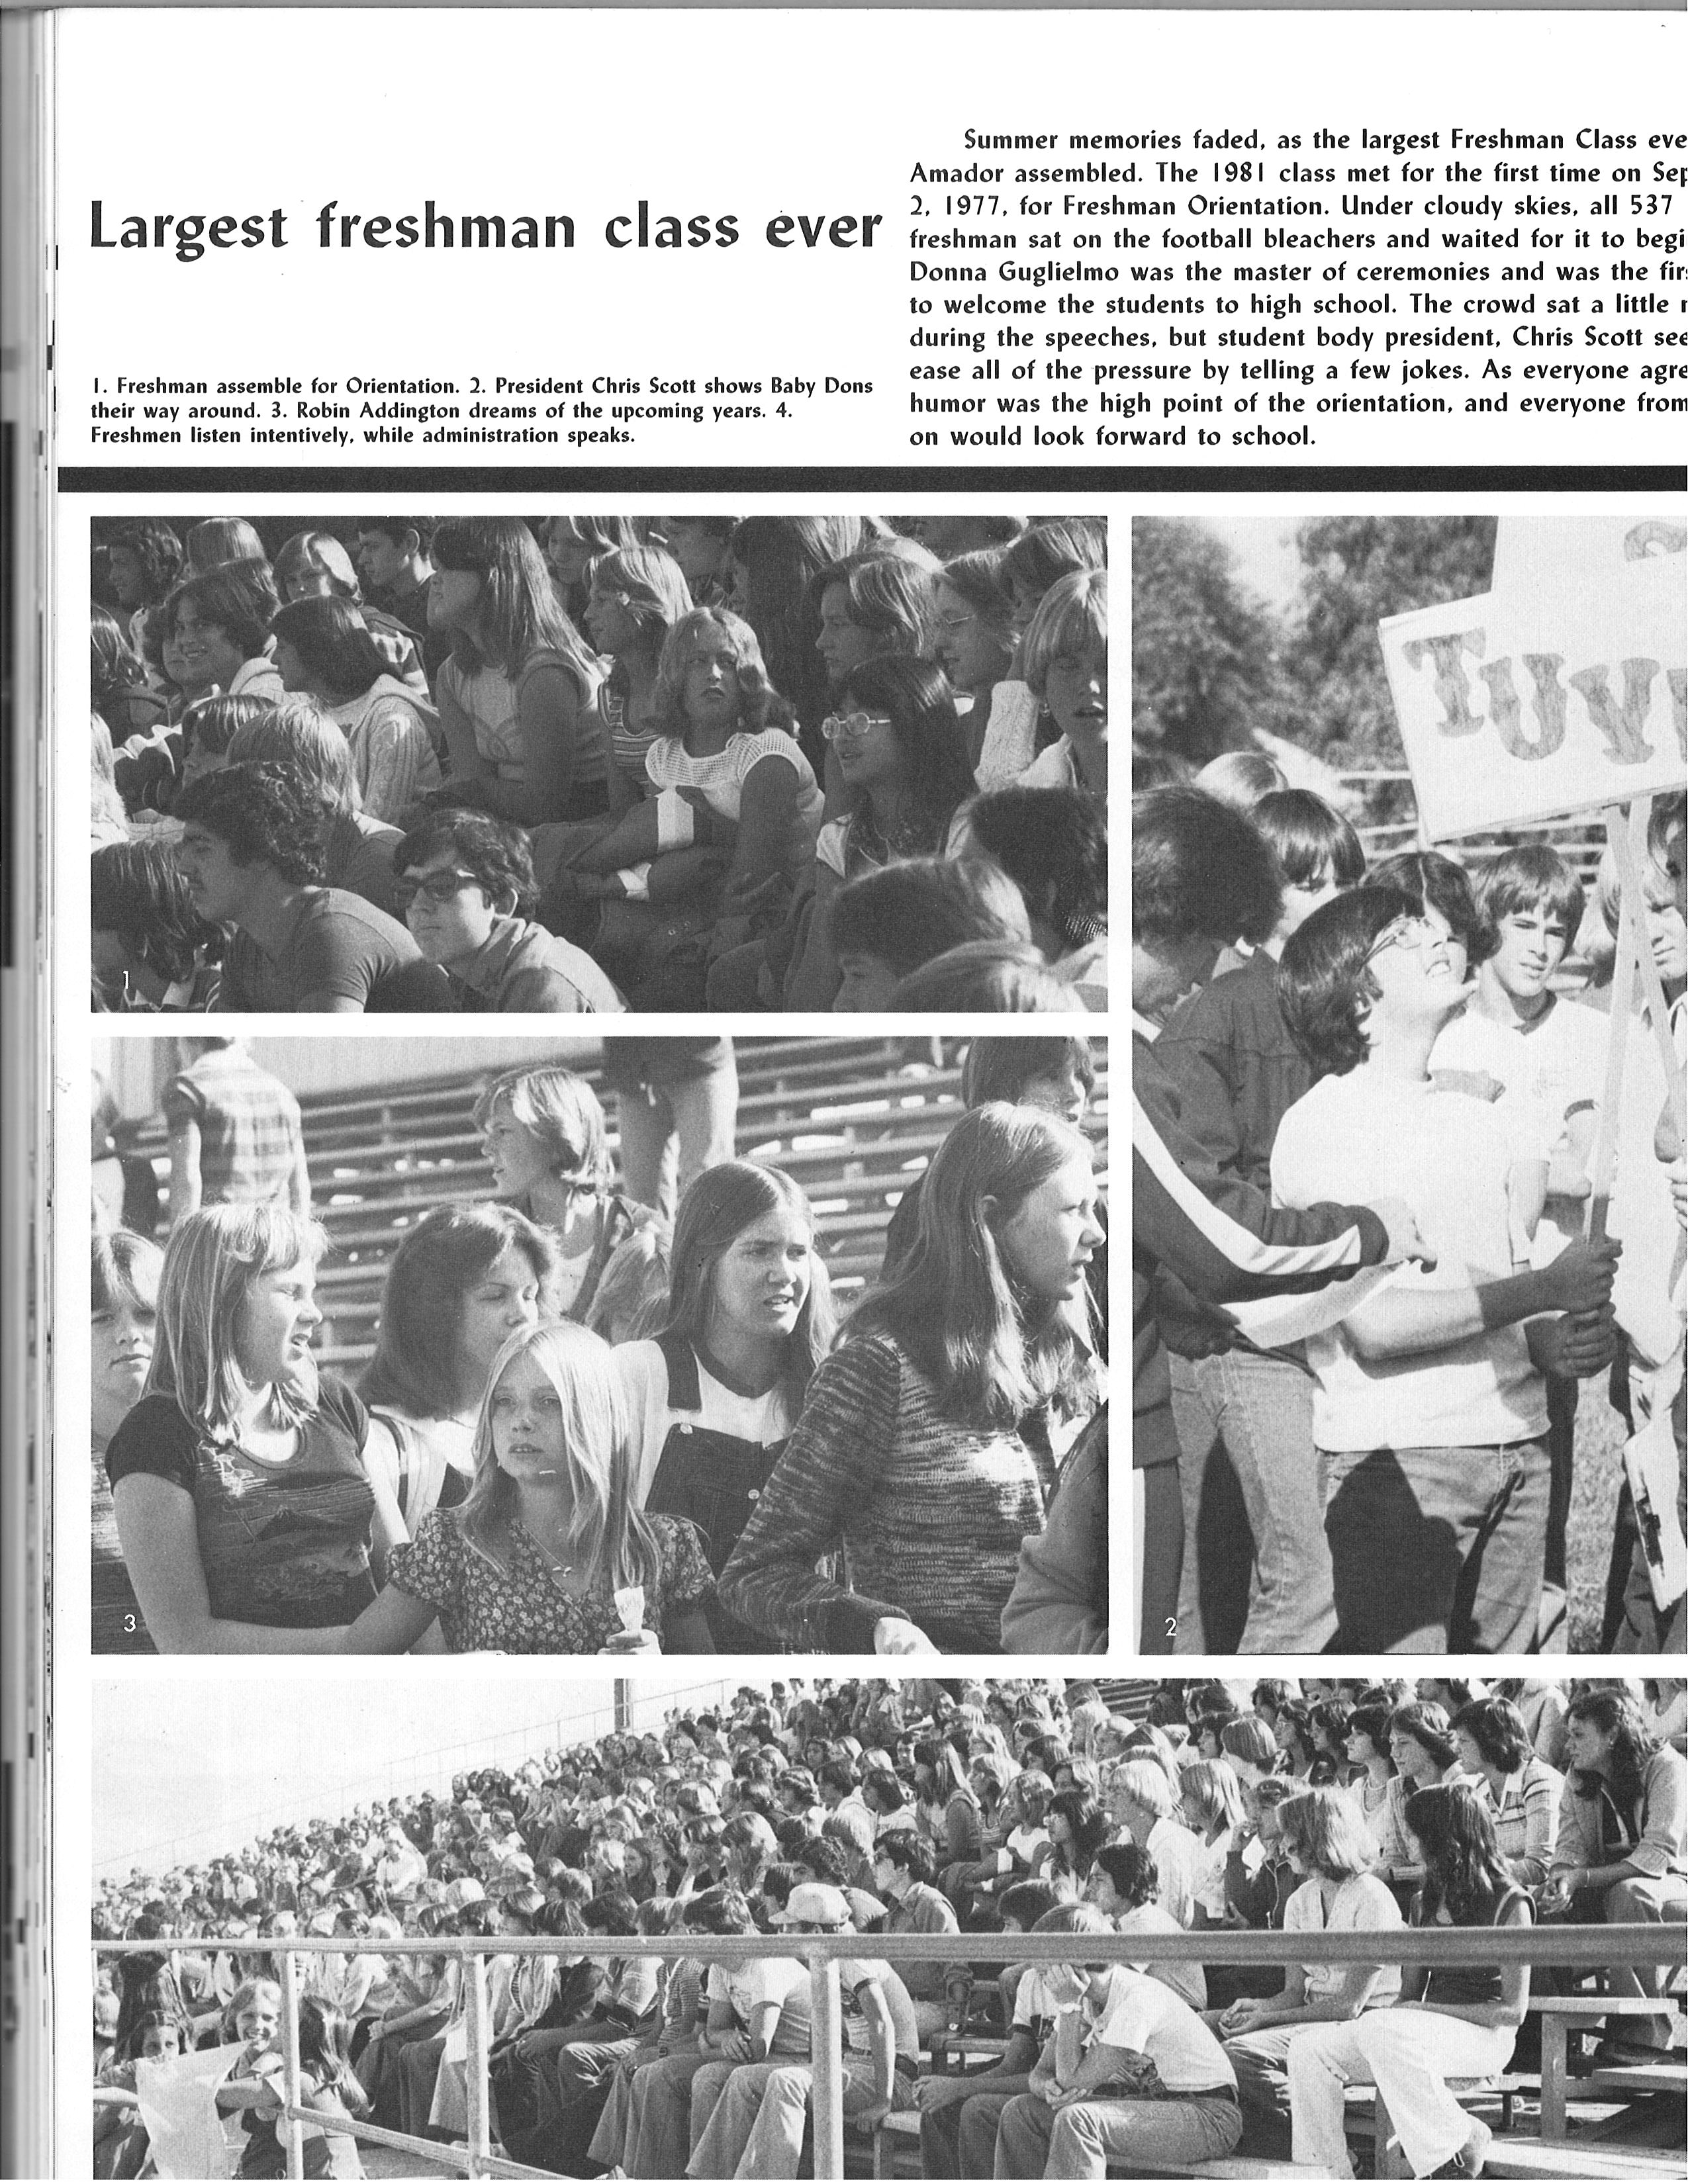 Largest freshman class ever
1. Freshman assemble for Orientation. 2. President Chris Scott shows Baby Dons
their way around. 3. Robin Addington dreams of the upcoming years. 4.
Freshmen listen intentively, while administration speaks.
Summer memories faded, as the largest Freshman Class eve
Amador assembled. The 1981 class met for the first time on Sep
2, 1977, for Freshman Orientation. Under cloudy skies, all 537
freshman sat on the football bleachers and waited for it to begi
Donna Guglielmo was the master of ceremonies and was the firs
to welcome the students to high school. The crowd sat a little
during the speeches, but student body president, Chris Scott see
ease all of the pressure by telling a few jokes. As everyone agre
humor was the high point of the orientation, and everyone from
on would look forward to school.
1
TUV
3
2